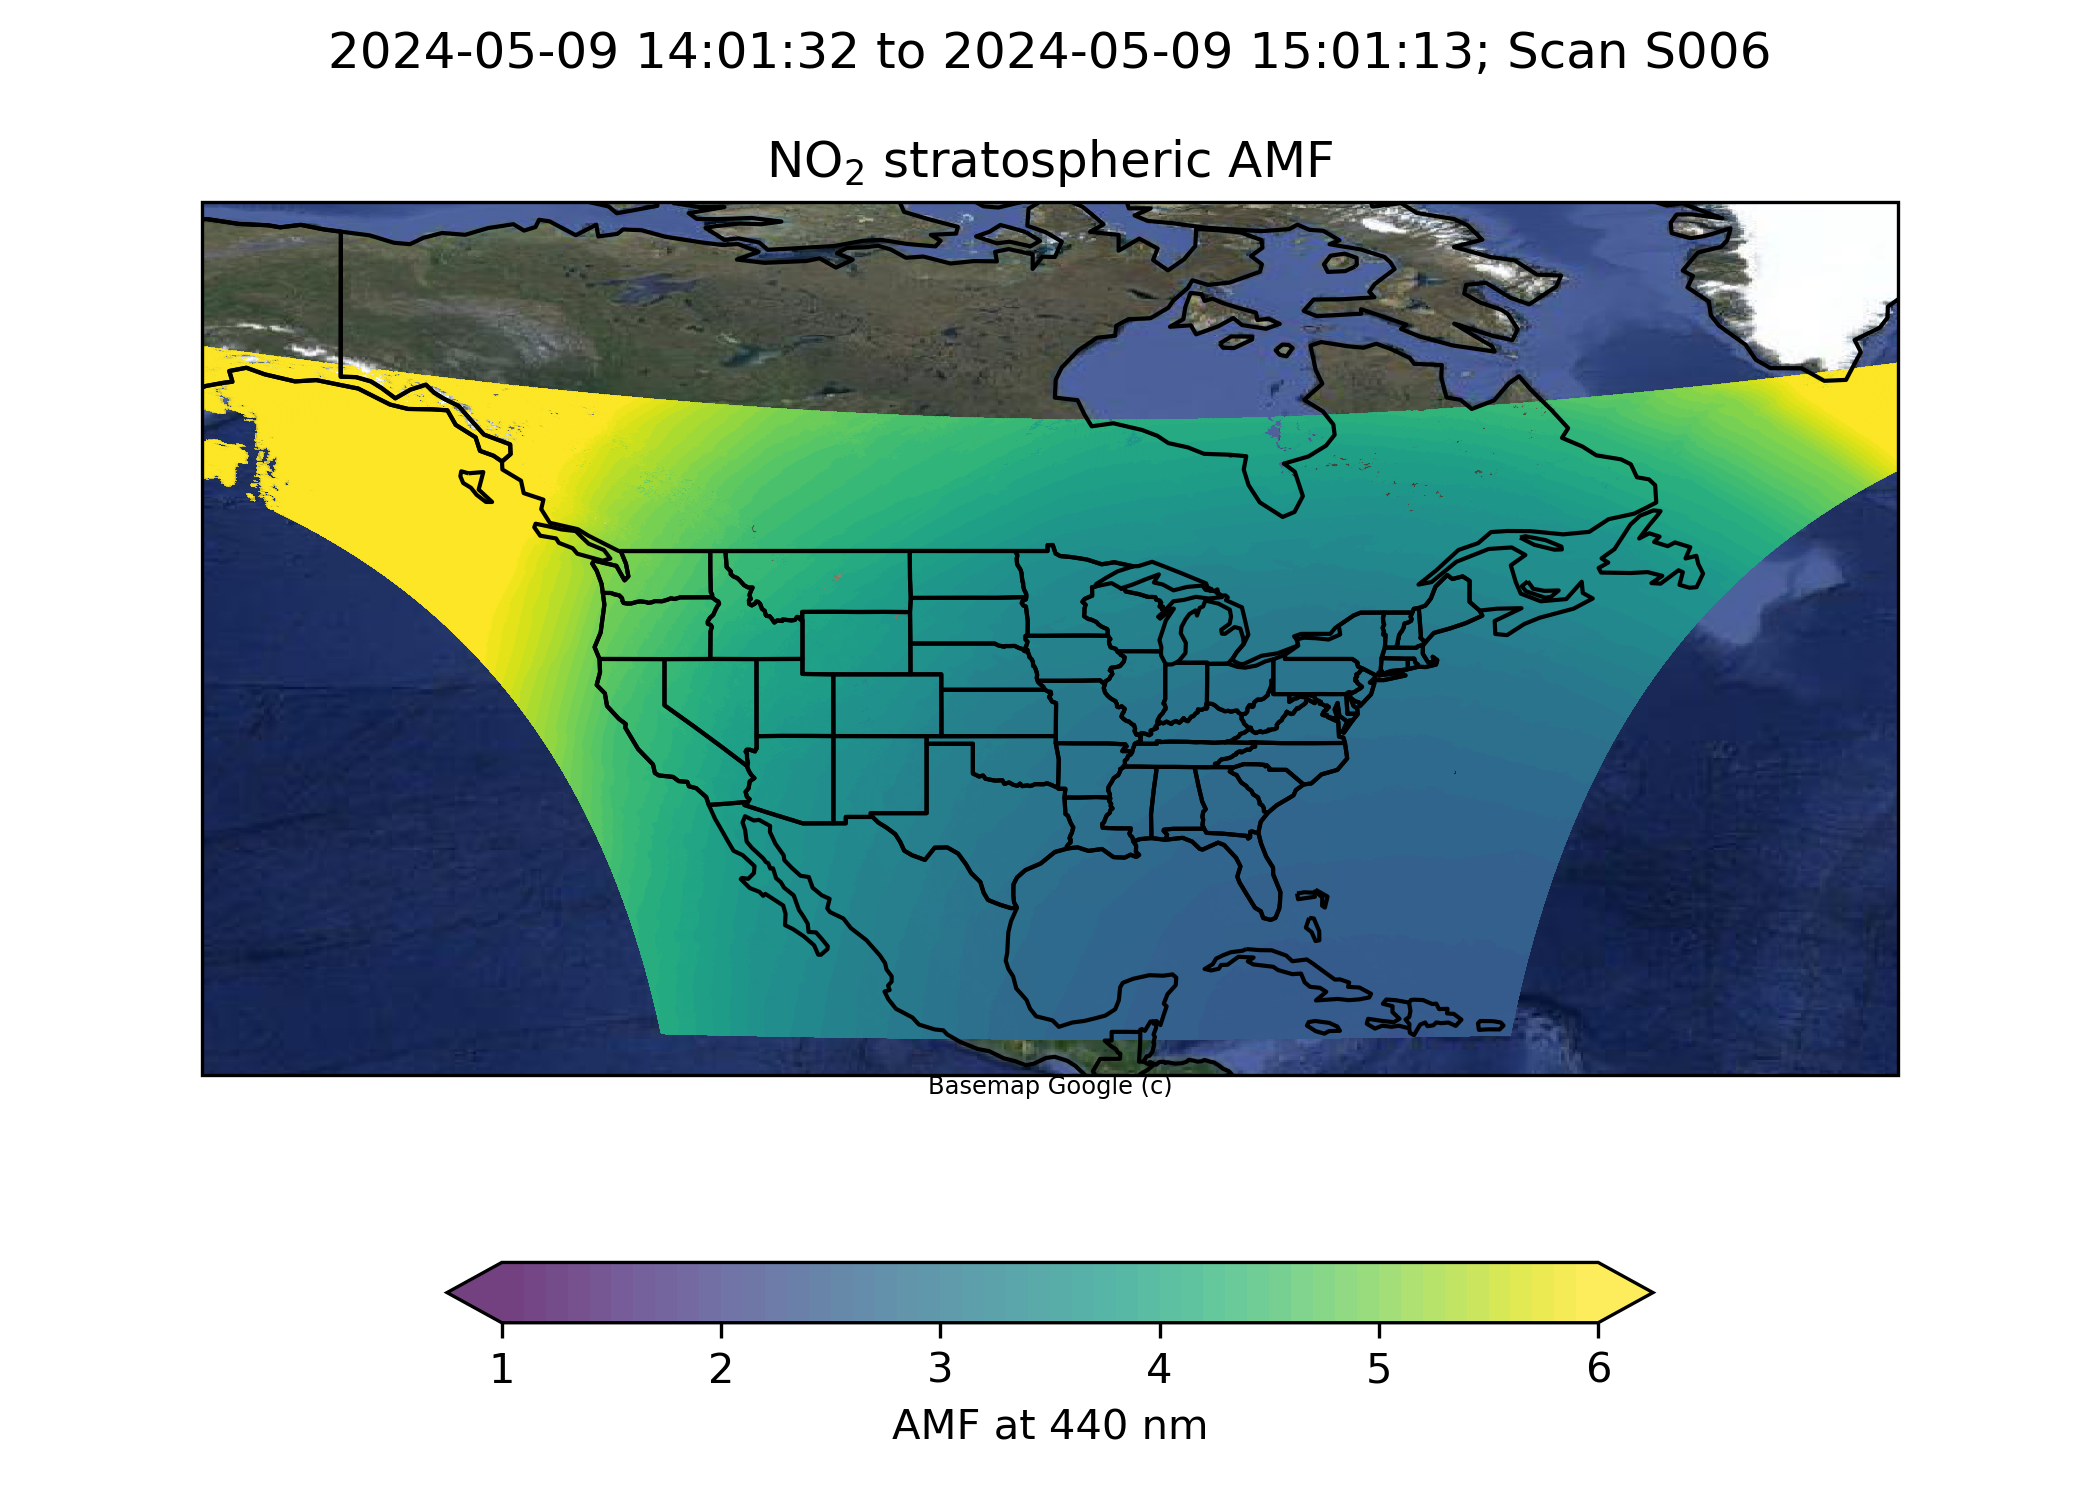 2024-05-09 14:01:32 to 2024-05-09 15:01:13; Scan S006
NO₂ stratospheric AMF
Basemap Google (c)
1 2 3 4 5 6
AMF at 440 nm